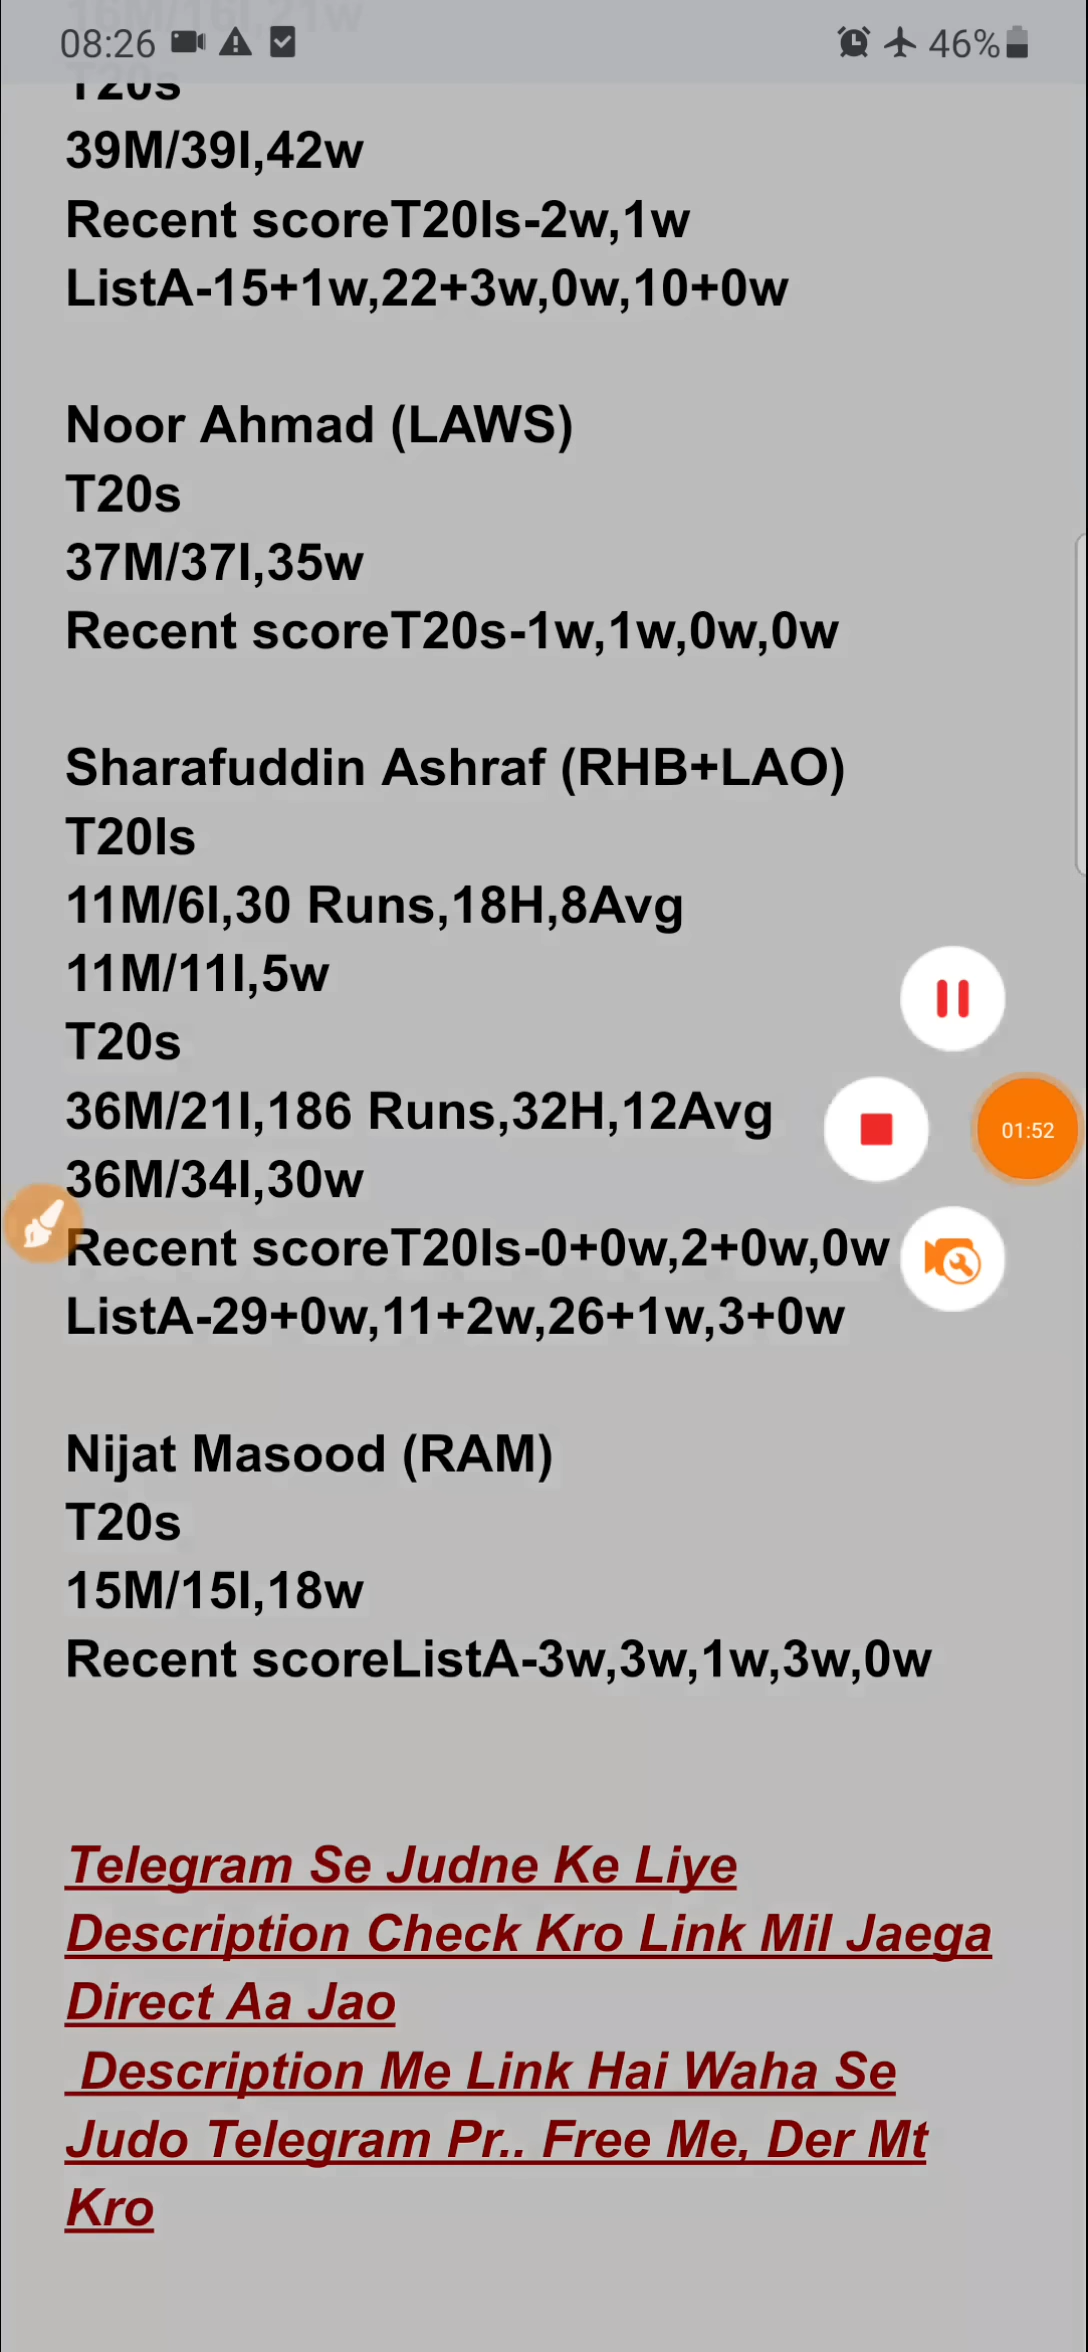 16M/16I,21w
08:26
46%
T20s
39M/39I,42w
Recent scoreT20Is-2w,1w
ListA-15+1w,22+3w,0w,10+0w
Noor Ahmad (LAWS)
T20s
37M/37I,35w
Recent scoreT20s-1w,1w,0w,0w
Sharafuddin Ashraf (RHB+LAO)
T20Is
11M/6I,30 Runs,18H,8Avg
11M/11I,5w
T20s
36M/21I,186 Runs,32H,12Avg
01:52
36M/34I,30w
Recent scoreT20Is-0+0w,2+0w,0w
ListA-29+0w,11+2w,26+1w,3+0w
Nijat Masood (RAM)
T20s
15M/15I,18w
Recent scoreListA-3w,3w,1w,3w,0w
Telegram Se Judne Ke Liye
Description Check Kro Link Mil Jaega
Direct Aa Jao
Description Me Link Hai Waha Se
Judo Telegram Pr.. Free Me, Der Mt
Kro